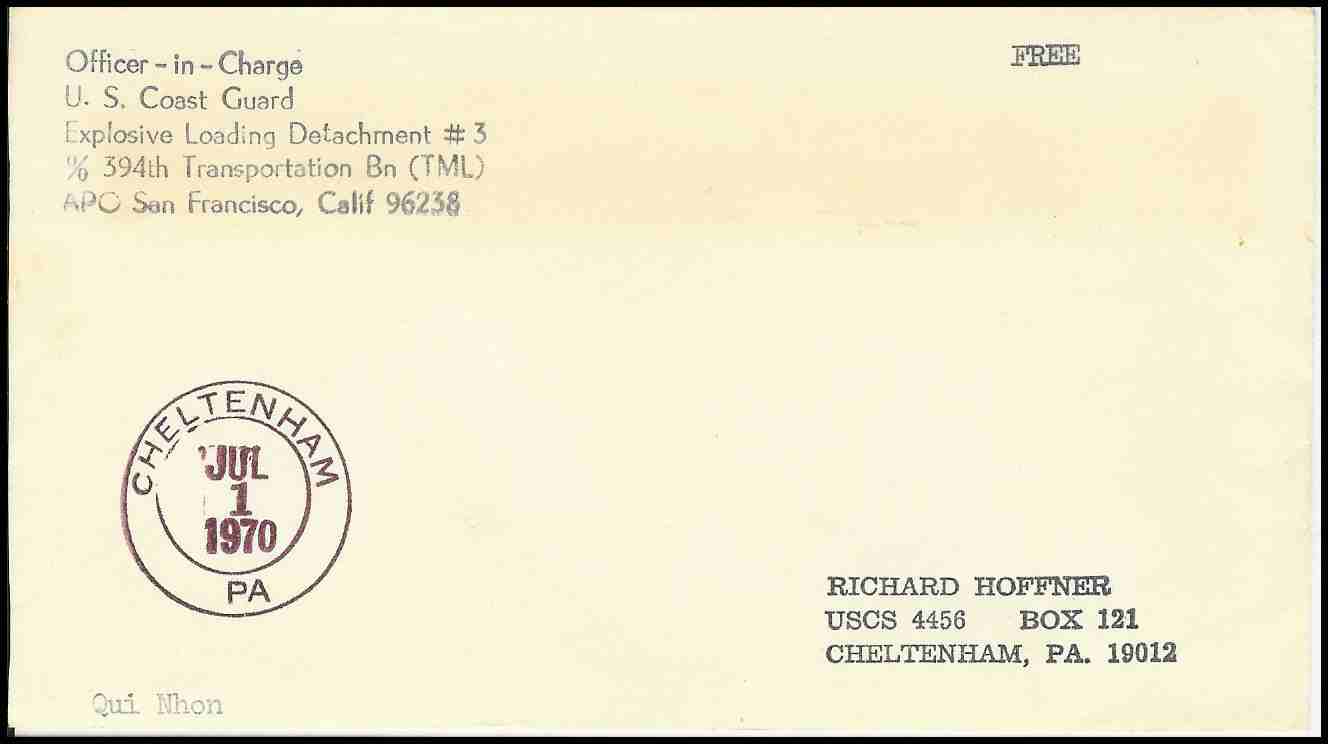 Officer-in-Charge
U. S. Coast Guard
Explosive Loading Detachment # 3
% 394th Transportation Bn (TML)
APO San Francisco, Calif 96238
FREE
CHELTENHAM
JUL
1
1970
PA
RICHARD HOFFNER
USCS 4456 BOX 121
CHELTENHAM, PA. 19012
Qui Nhon